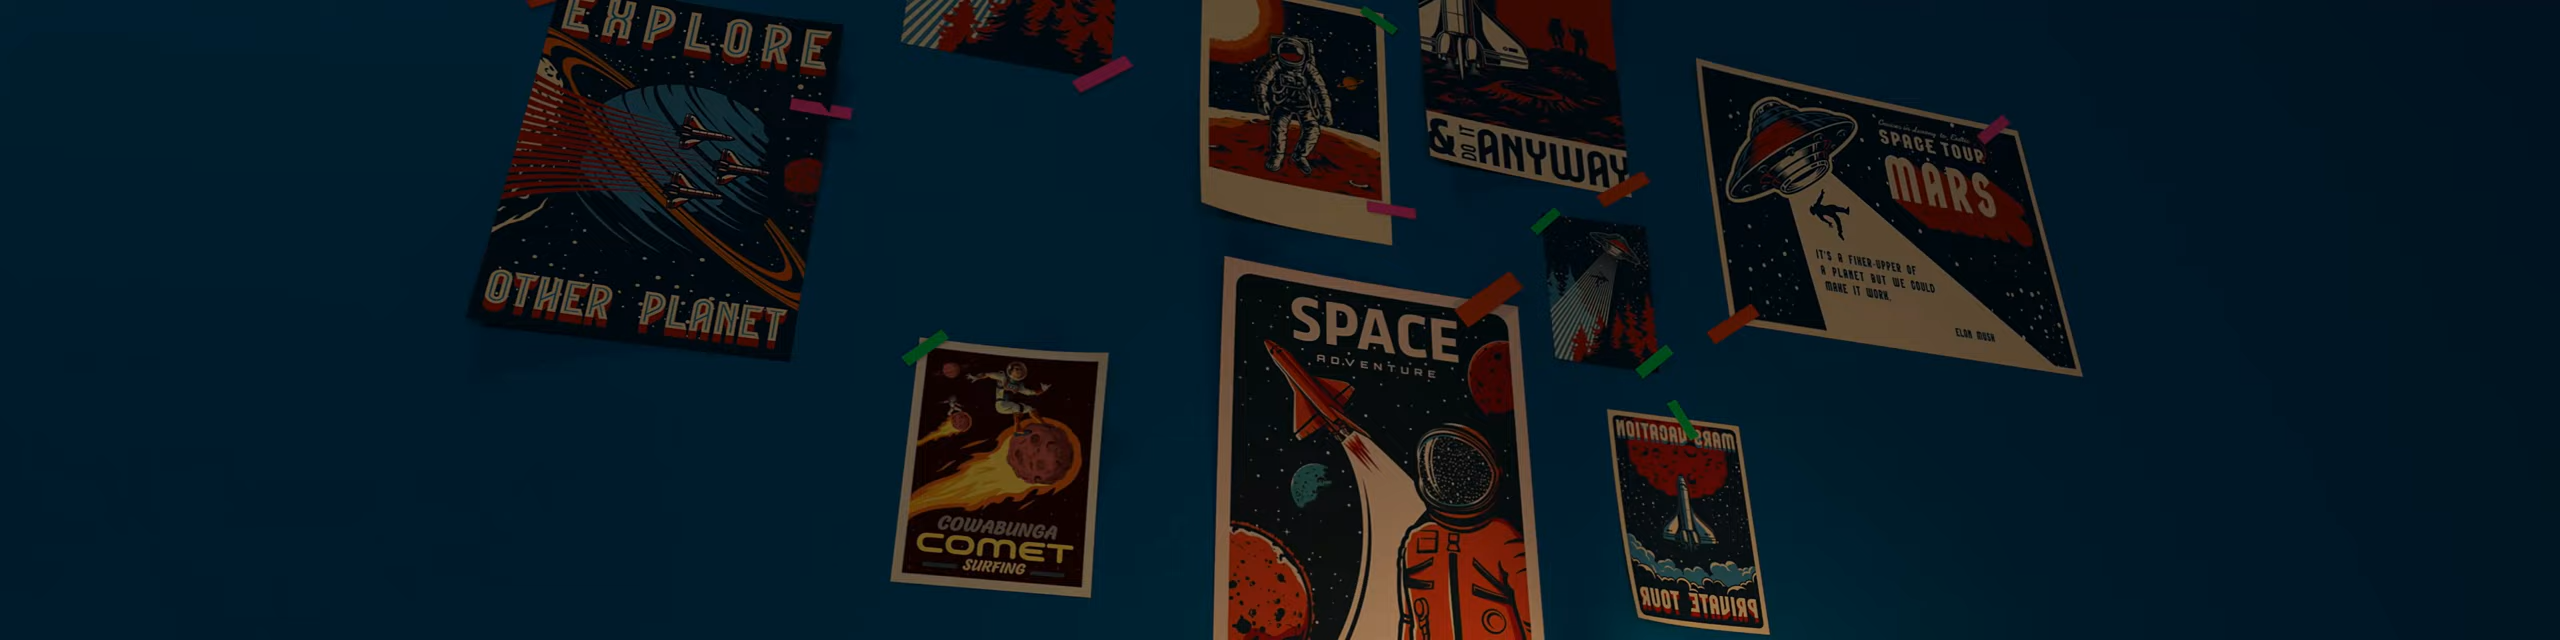 EXPLORE
OTHER PLANET
& DO IT ANYWAY
SPACE TOUR
MARS
IT'S A FIXER-UPPER OF
A PLANET BUT WE COULD
MAKE IT WORK.
ELON MUSK
SPACE
ADVENTURE
COWABUNGA
COMET
SURFING
MARS VACATION
PRIVATE TOUR